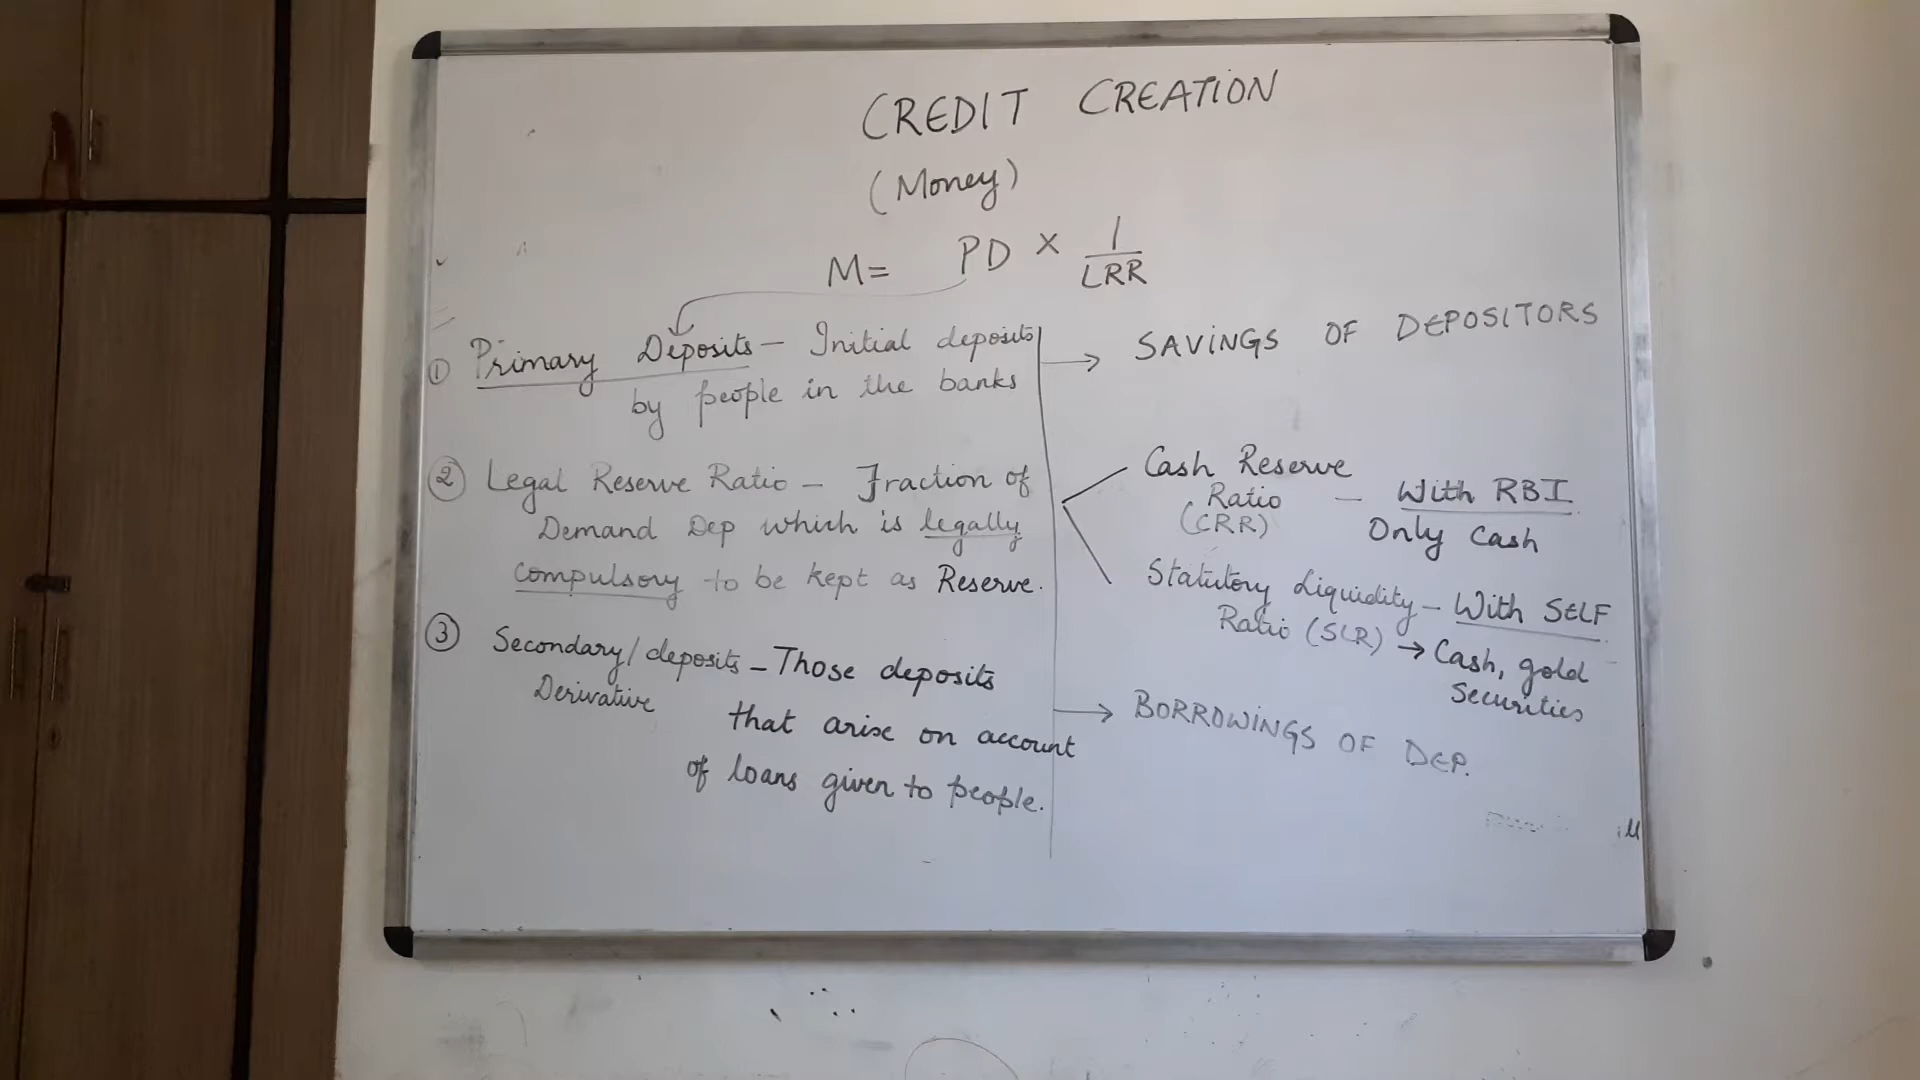 CREDIT CREATION
(Money)
M= PD × 1/LRR
① Primary Deposits – Initial deposits
by people in the banks
→ SAVINGS OF DEPOSITORS
② Legal Reserve Ratio – Fraction of
Demand Dep which is legally
compulsory to be kept as Reserve.
Cash Reserve
Ratio – With RBI
(CRR) Only Cash
Statutory Liquidity – With SELF
Ratio (SLR) → Cash, gold
Securities
③ Secondary/ deposits – Those deposits
Derivative
that arise on account
of loans given to people.
→ BORROWINGS OF DEP.